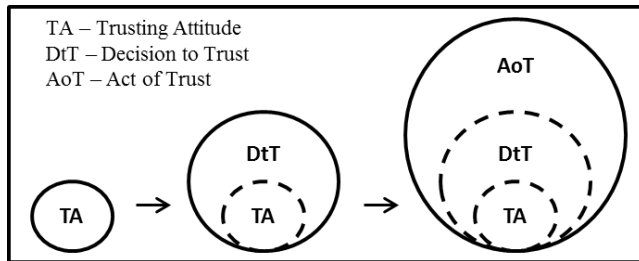 TA – Trusting Attitude
DtT – Decision to Trust
AoT – Act of Trust
TA
DtT
TA
AoT
DtT
TA